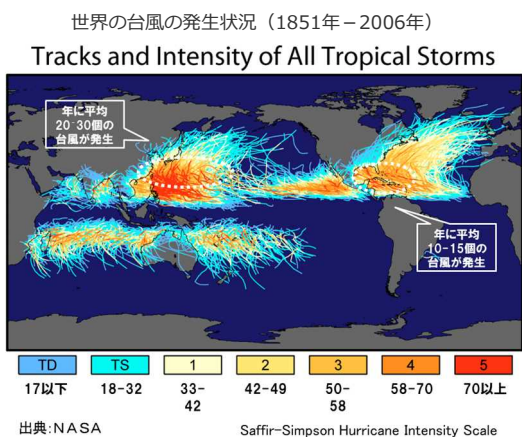 世界の台風の発生状況（1851年－2006年）
Tracks and Intensity of All Tropical Storms
年に平均
20-30個の
台風が発生
年に平均
10-15個の
台風が発生
TD TS 1 2 3 4 5
17以下 18-32 33-42 42-49 50-58 58-70 70以上
出典:NASA
Saffir-Simpson Hurricane Intensity Scale